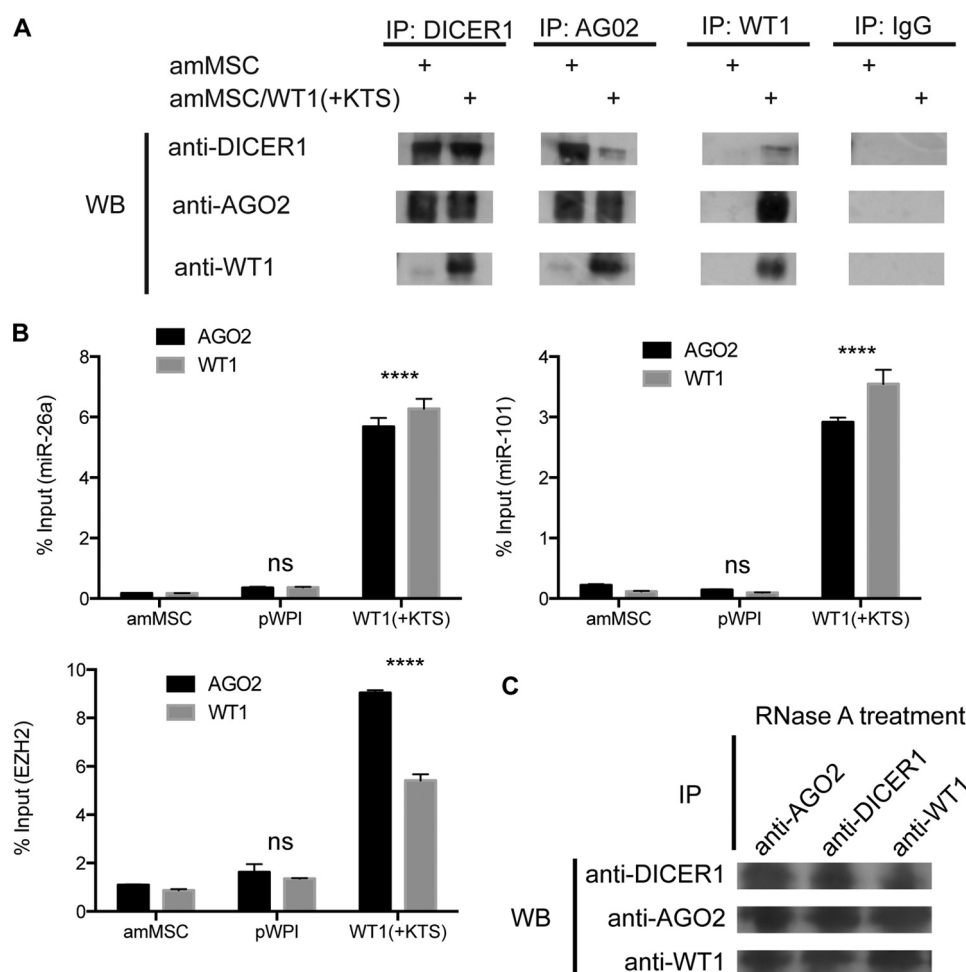 A
IP: DICER1 IP: AG02 IP: WT1 IP: IgG
amMSC + + + +
amMSC/WT1(+KTS) + + + +
WB
anti-DICER1
anti-AGO2
anti-WT1
B
AGO2
WT1
8
6
4
2
0
% Input (miR-26a)
ns
****
amMSC pWPI WT1(+KTS)
AGO2
WT1
4
3
2
1
0
% Input (miR-101)
ns
****
amMSC pWPI WT1(+KTS)
AGO2
WT1
10
8
6
4
2
0
% Input (EZH2)
ns
****
amMSC pWPI WT1(+KTS)
C
RNase A treatment
IP
anti-AGO2 anti-DICER1 anti-WT1
WB
anti-DICER1
anti-AGO2
anti-WT1